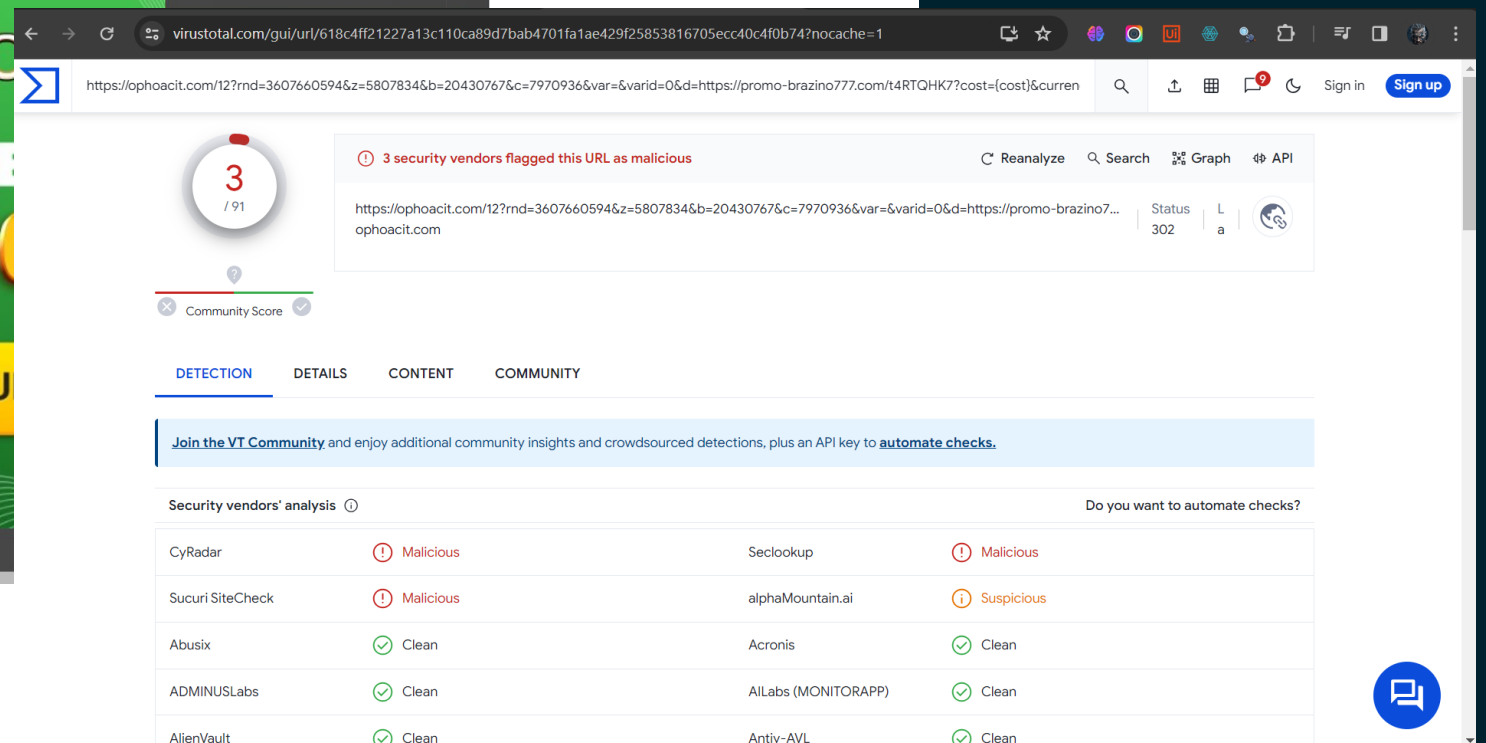 virustotal.com/gui/url/618c4ff21227a13c110ca89d7bab4701fa1ae429f25853816705ecc40c4f0b74?nocache=1
Ui
https://ophoacit.com/12?rnd=3607660594&z=5807834&b=20430767&c=7970936&var=&varid=0&d=https://promo-brazino777.com/t4RTQHK7?cost={cost}&curren
9
Sign in
Sign up
3
/ 91
3 security vendors flagged this URL as malicious
Reanalyze
Search
Graph
API
https://ophoacit.com/12?rnd=3607660594&z=5807834&b=20430767&c=7970936&var=&varid=0&d=https://promo-brazino7...
ophoacit.com
Status
302
L
a
?
Community Score
DETECTION
DETAILS
CONTENT
COMMUNITY
Join the VT Community and enjoy additional community insights and crowdsourced detections, plus an API key to automate checks.
Security vendors' analysis
Do you want to automate checks?
CyRadar
Malicious
Seclookup
Malicious
Sucuri SiteCheck
Malicious
alphaMountain.ai
Suspicious
Abusix
Clean
Acronis
Clean
ADMINUSLabs
Clean
AILabs (MONITORAPP)
Clean
AlienVault
Clean
Antiy-AVL
Clean